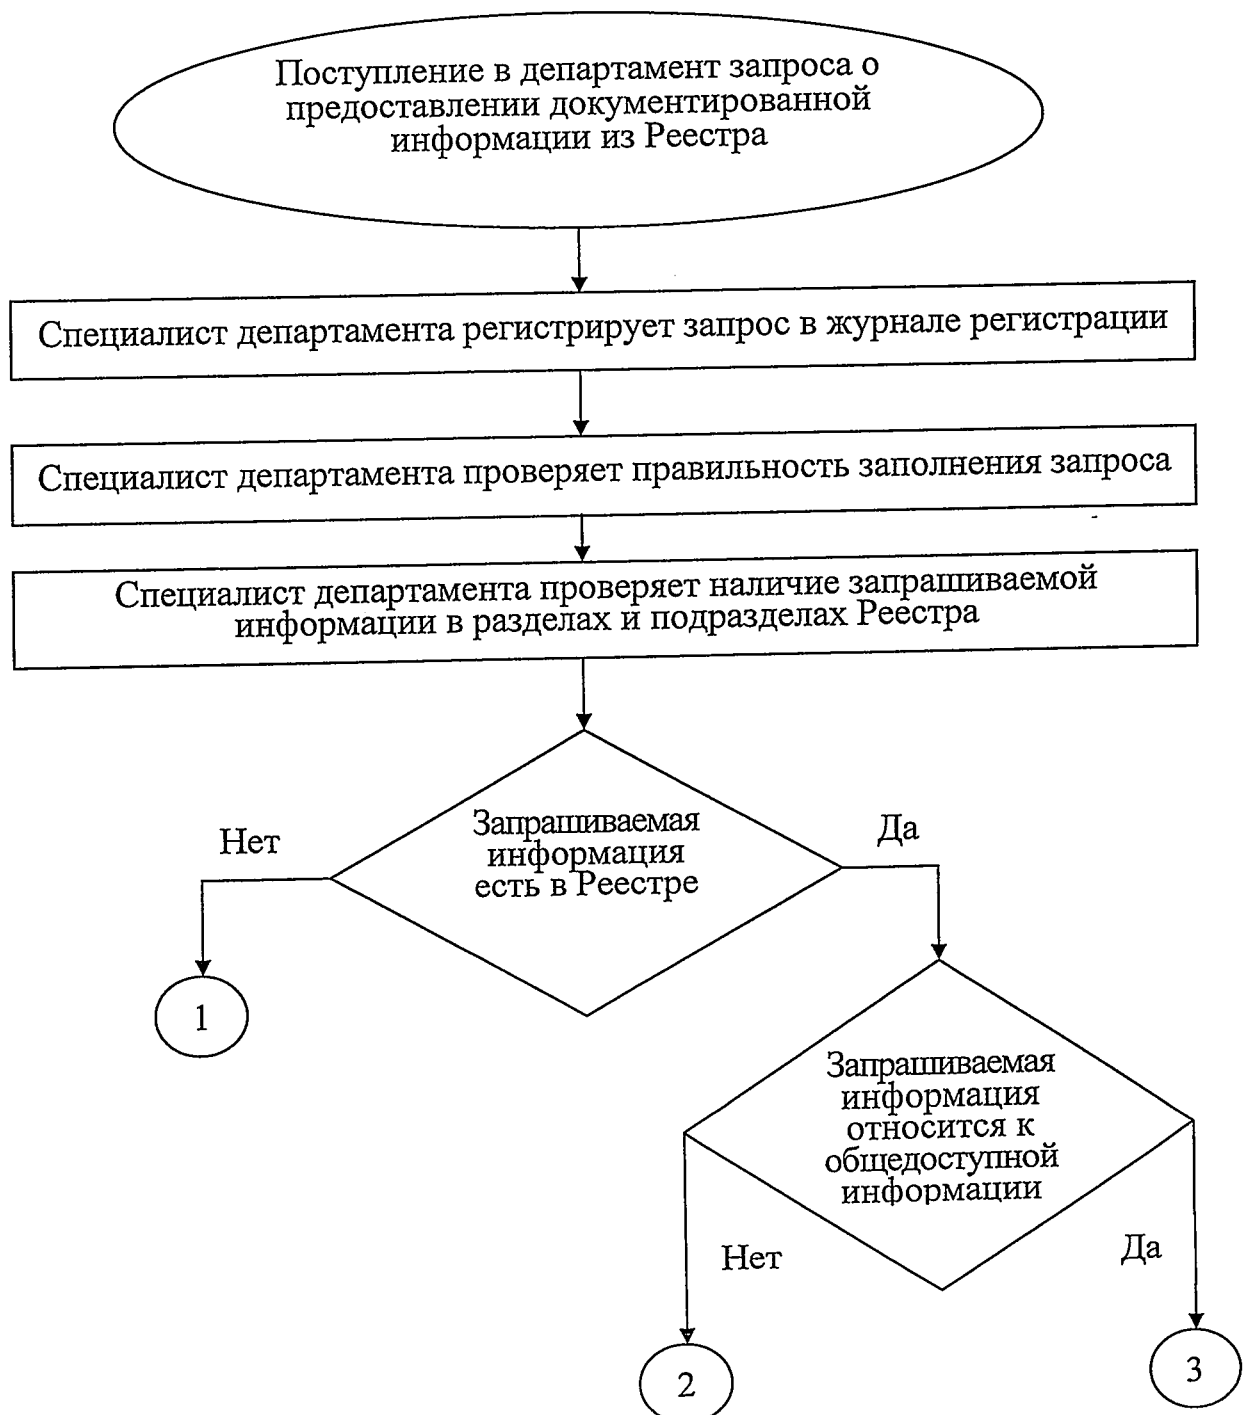 Поступление в департамент запроса о
предоставлении документированной
информации из Реестра
Специалист департамента регистрирует запрос в журнале регистрации
Специалист департамента проверяет правильность заполнения запроса
Специалист департамента проверяет наличие запрашиваемой
информации в разделах и подразделах Реестра
Нет
Запрашиваемая
информация
есть в Реестре
Да
1
Запрашиваемая
информация
относится к
общедоступной
информации
Нет
Да
2
3